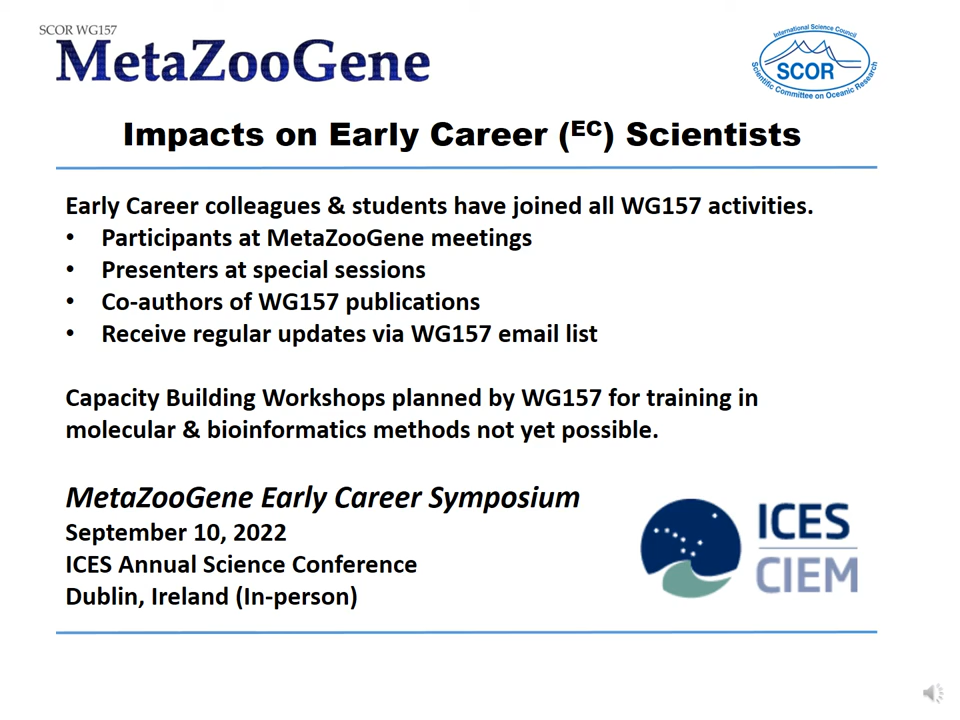 SCOR WG157
MetaZooGene
International Science Council
SCOR
Scientific Committee on Oceanic Research
Impacts on Early Career (EC) Scientists
Early Career colleagues & students have joined all WG157 activities.
• Participants at MetaZooGene meetings
• Presenters at special sessions
• Co-authors of WG157 publications
• Receive regular updates via WG157 email list
Capacity Building Workshops planned by WG157 for training in
molecular & bioinformatics methods not yet possible.
MetaZooGene Early Career Symposium
September 10, 2022
ICES Annual Science Conference
Dublin, Ireland (In-person)
ICES
CIEM